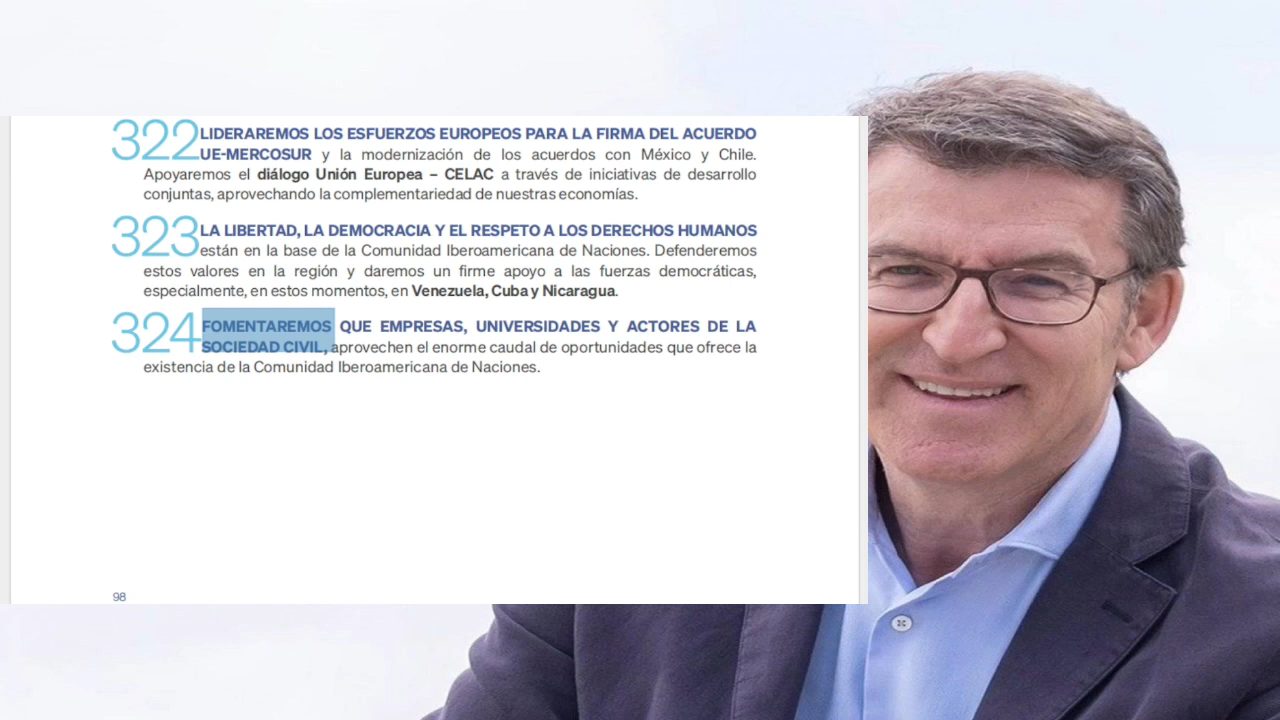 322 LIDERAREMOS LOS ESFUERZOS EUROPEOS PARA LA FIRMA DEL ACUERDO
UE-MERCOSUR y la modernización de los acuerdos con México y Chile.
Apoyaremos el diálogo Unión Europea – CELAC a través de iniciativas de desarrollo
conjuntas, aprovechando la complementariedad de nuestras economías.
323 LA LIBERTAD, LA DEMOCRACIA Y EL RESPETO A LOS DERECHOS HUMANOS
están en la base de la Comunidad Iberoamericana de Naciones. Defenderemos
estos valores en la región y daremos un firme apoyo a las fuerzas democráticas,
especialmente, en estos momentos, en Venezuela, Cuba y Nicaragua.
324 FOMENTAREMOS QUE EMPRESAS, UNIVERSIDADES Y ACTORES DE LA
SOCIEDAD CIVIL, aprovechen el enorme caudal de oportunidades que ofrece la
existencia de la Comunidad Iberoamericana de Naciones.
98